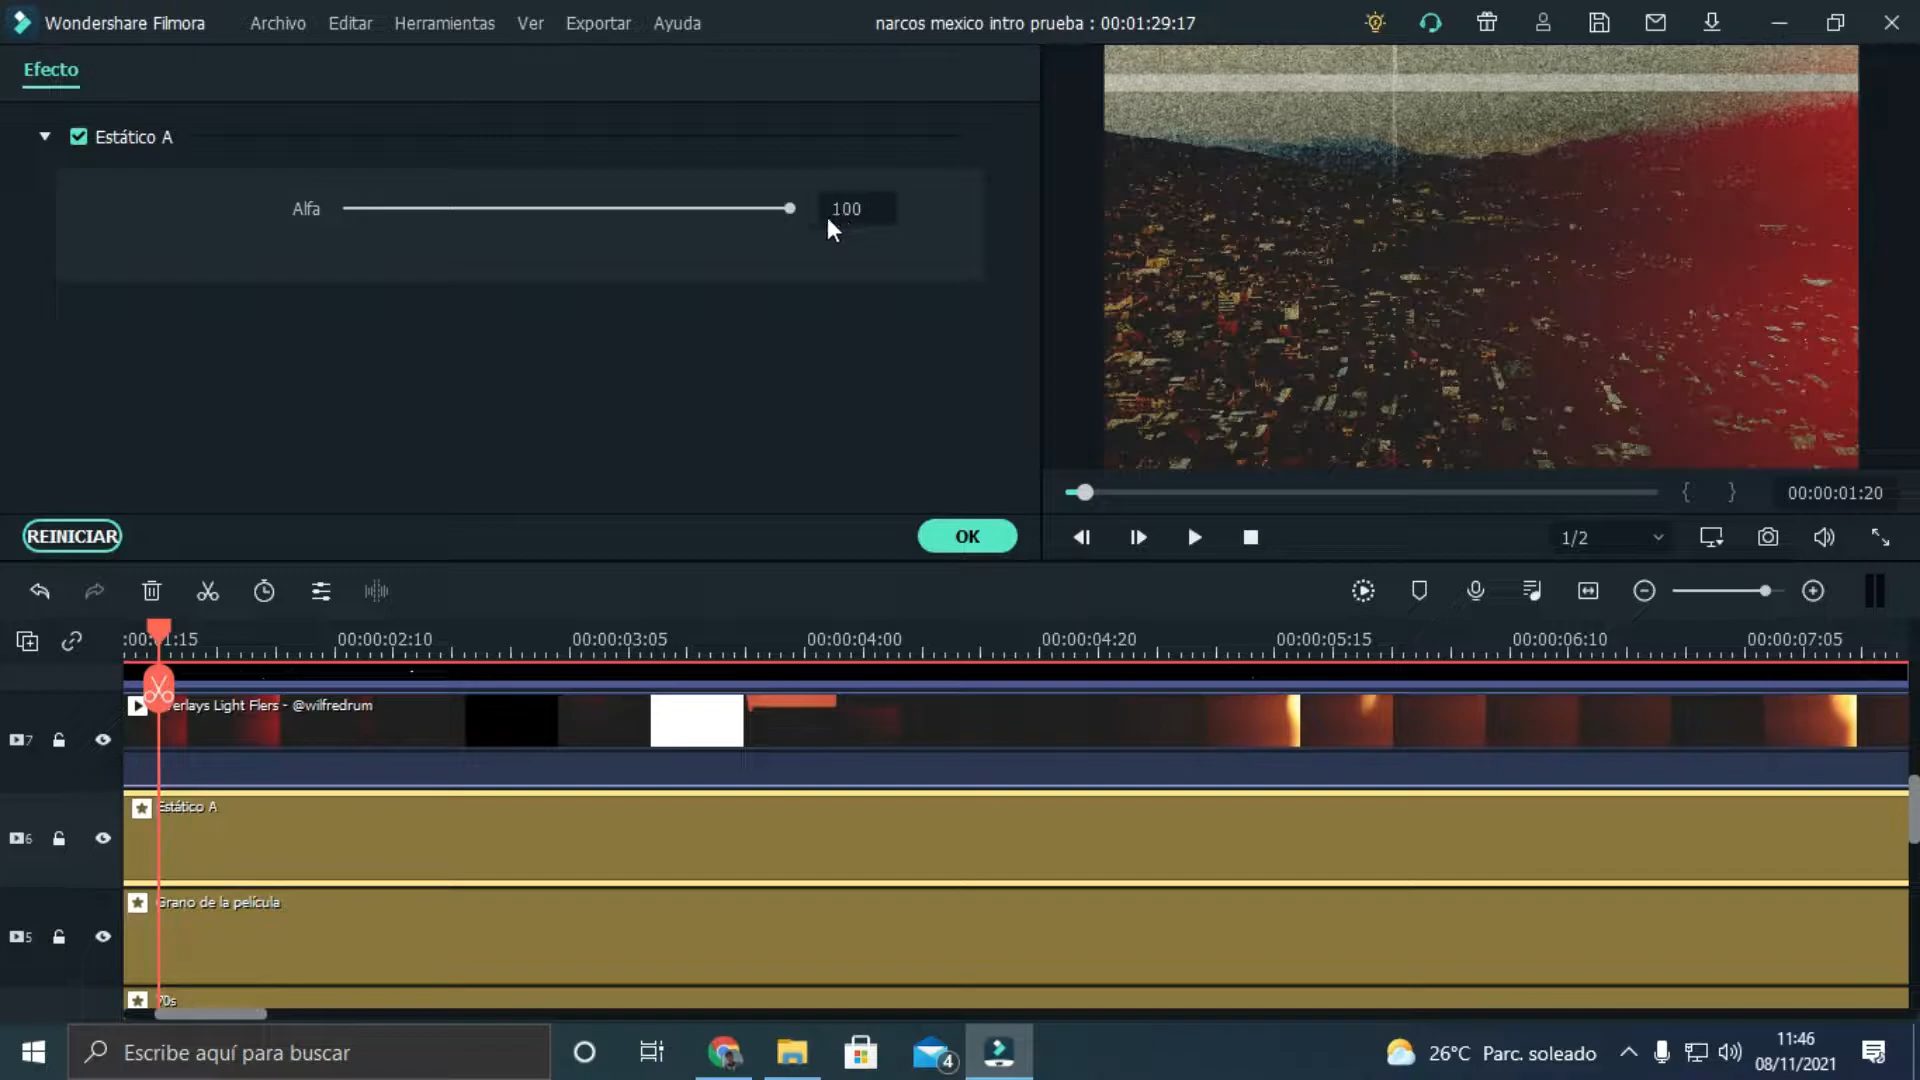 Wondershare Filmora
Archivo
Editar
Herramientas
Ver
Exportar
Ayuda
narcos mexico intro prueba : 00:01:29:17
Efecto
Estático A
Alfa
100
REINICIAR
OK
00:00:01:20
1/2
:00:01:15
00:00:02:10
00:00:03:05
00:00:04:00
00:00:04:20
00:00:05:15
00:00:06:10
00:00:07:05
7
erlays Light Flers - @wilfredrum
6
Estático A
5
Grano de la película
70s
Escribe aquí para buscar
4
26°C Parc. soleado
11:46
08/11/2021